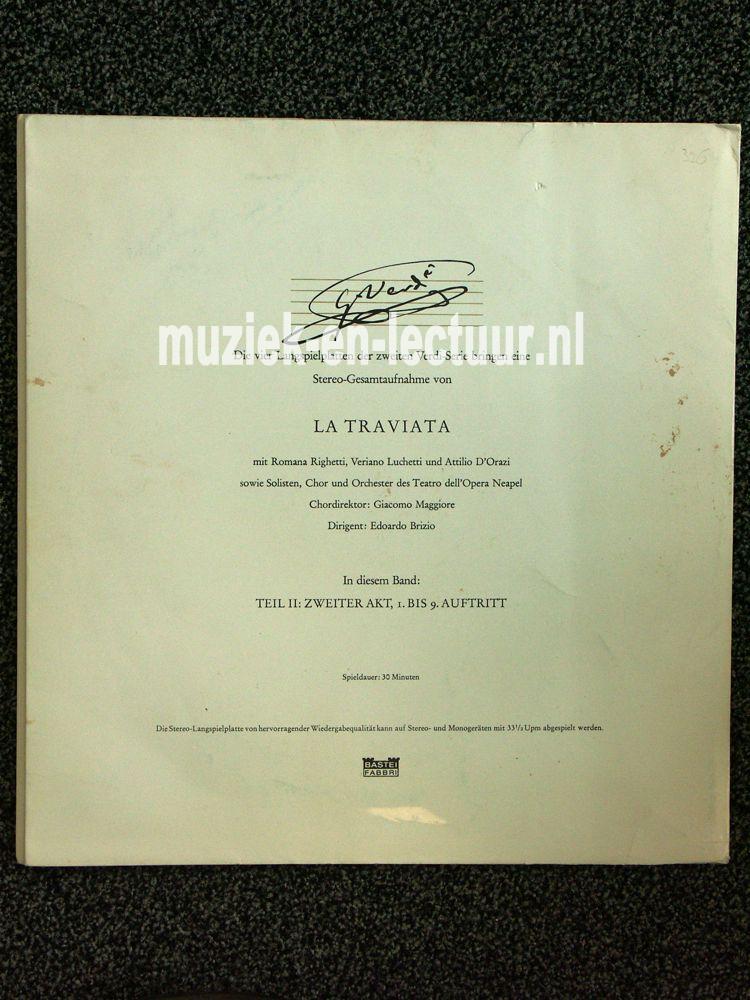 326
G. Verdi
muziek-en-lectuur.nl
Die vier Langspielplatten der zweiten Verdi-Serie bringen eine
Stereo-Gesamtaufnahme von
LA TRAVIATA
mit Romana Righetti, Veriano Luchetti und Attilio D'Orazi
sowie Solisten, Chor und Orchester des Teatro dell'Opera Neapel
Chordirektor: Giacomo Maggiore
Dirigent: Edoardo Brizio
In diesem Band:
TEIL II: ZWEITER AKT, 1. BIS 9. AUFTRITT
Spieldauer: 30 Minuten
Die Stereo-Langspielplatte von hervorragender Wiedergabequalität kann auf Stereo- und Monogeräten mit 33 1/3 Upm abgespielt werden.
BASTEI
FABBRI